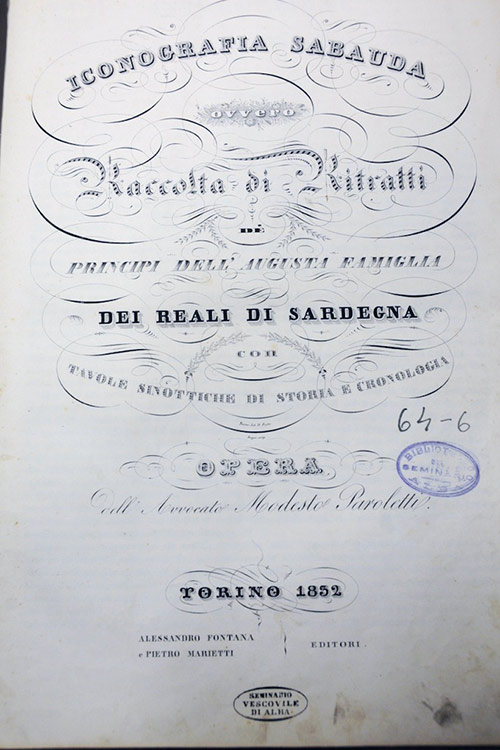 ICONOGRAFIA SABAUDA
OVVERO
Raccolta di Ritratti
DE
PRINCIPI DELL' AUGUSTA FAMIGLIA
DEI REALI DI SARDEGNA
CON
TAVOLE SINOTTICHE DI STORIA E CRONOLOGIA
64-6
BIBLIOT
SEMIN
OPERA
dell' Avvocato Modesto Paroletti.
TORINO 1832
ALESSANDRO FONTANA
e PIETRO MARIETTI
EDITORI.
SEMINARIO
VESCOVILE
DI ALBA